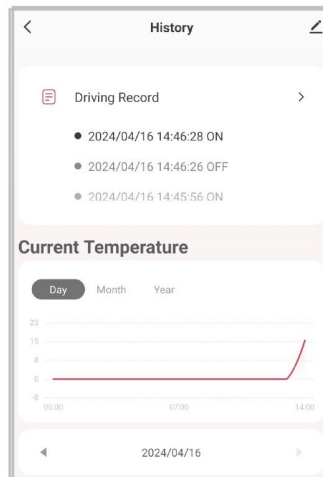 History
Driving Record
2024/04/16 14:46:28 ON
2024/04/16 14:46:26 OFF
2024/04/16 14:45:56 ON
Current Temperature
Day Month Year
23
15
8
0
-8
00:00 07:00 14:00
2024/04/16